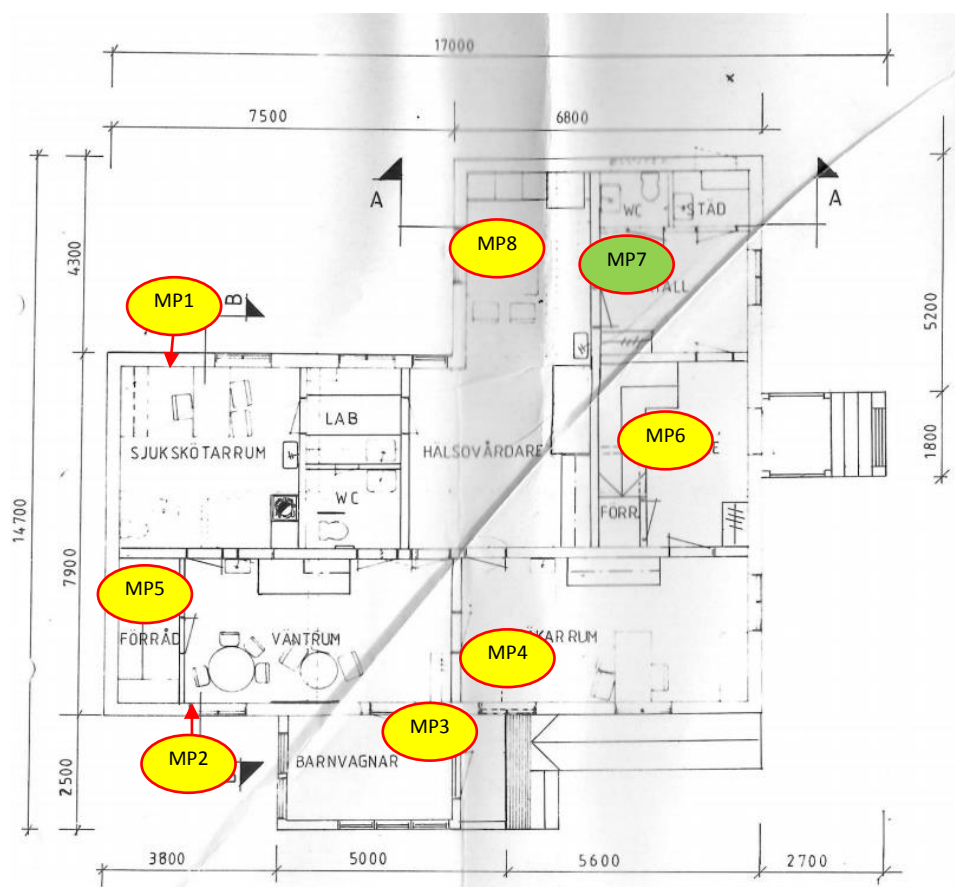 17000
7500
6800
A
A
WC
STÄD
MP8
MP7
4300
5200
MP1
B
LAB
SJUKSKÖTARRUM
HÄLSOVÅRDARE
MP6
1800
WC
FÖRR.
14700
7900
MP5
FÖRRÅD
VÄNTRUM
MP4
MP3
MP2
BARNVAGNAR
2500
3800
5000
5600
2700